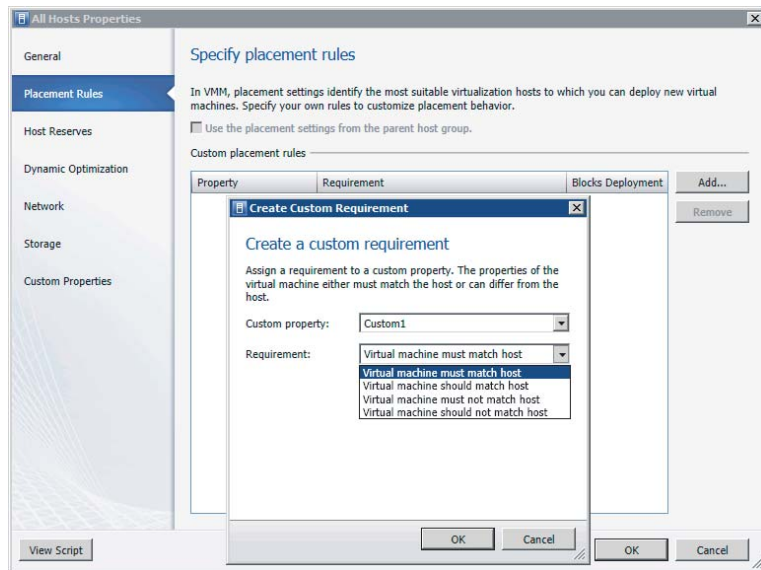 All Hosts Properties
General
Placement Rules
Host Reserves
Dynamic Optimization
Network
Storage
Custom Properties
Specify placement rules
In VMM, placement settings identify the most suitable virtualization hosts to which you can deploy new virtual
machines. Specify your own rules to customize placement behavior.
Use the placement settings from the parent host group.
Custom placement rules
Property Requirement Blocks Deployment
Add...
Remove
Create Custom Requirement
Create a custom requirement
Assign a requirement to a custom property. The properties of the
virtual machine either must match the host or can differ from the
host.
Custom property: Custom1
Requirement: Virtual machine must match host
Virtual machine must match host
Virtual machine should match host
Virtual machine must not match host
Virtual machine should not match host
OK Cancel
View Script OK Cancel